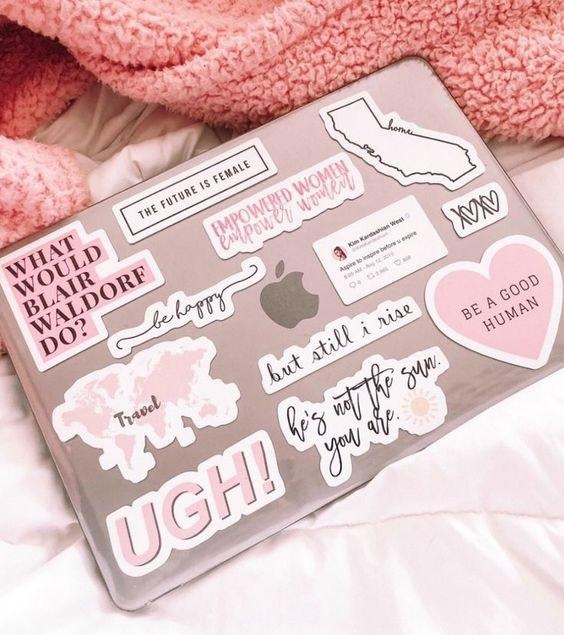 home
THE FUTURE IS FEMALE
EMPOWERED WOMEN
empower women
XOXO
Kim Kardashian West
@KimKardashian
Aspire to inspire before u expire
WHAT
WOULD
BLAIR
WALDORF
DO?
be happy
BE A GOOD
HUMAN
but still i rise
Travel
he's not the sun.
you are.
UGH!